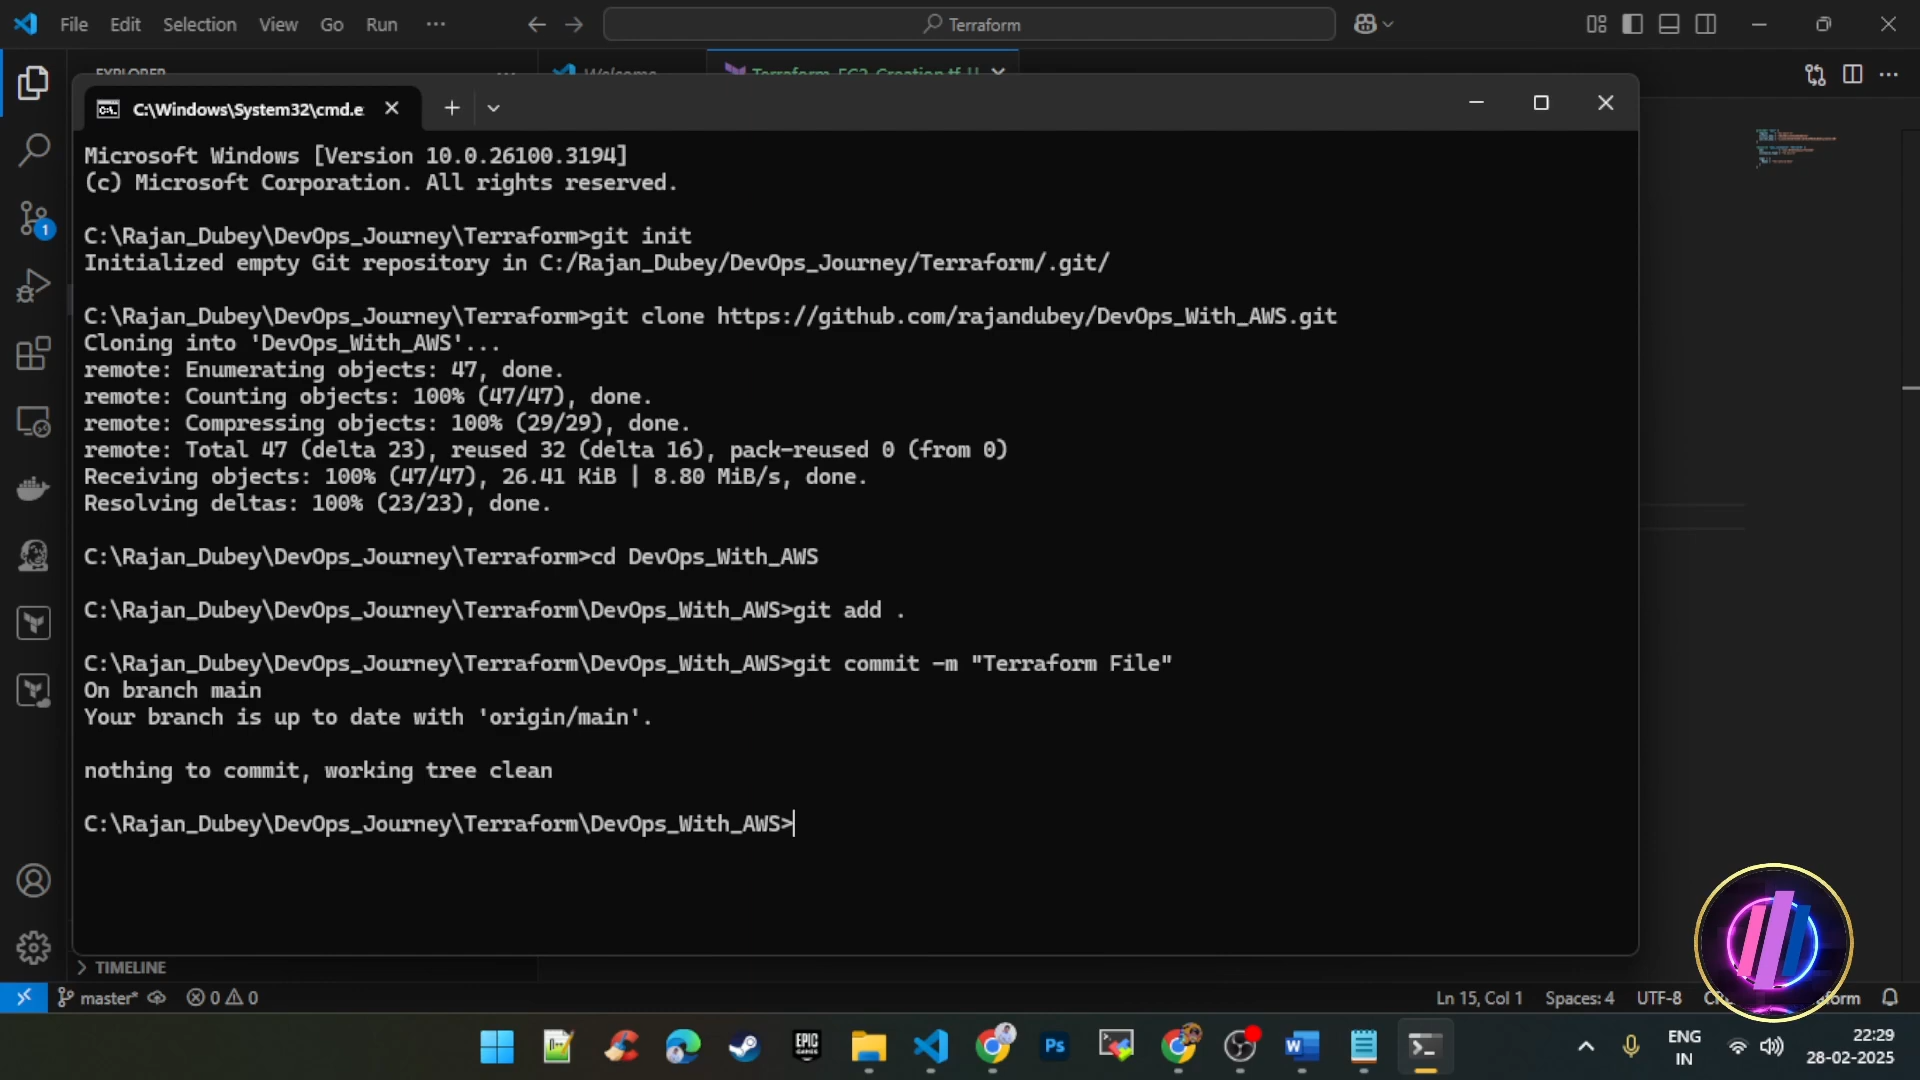 File Edit Selection View Go Run ...
Terraform
EXPLORER
Welcome
Terraform_EC2_Creation.tf U
C:\Windows\System32\cmd.e
Microsoft Windows [Version 10.0.26100.3194]
(c) Microsoft Corporation. All rights reserved.
C:\Rajan_Dubey\DevOps_Journey\Terraform>git init
Initialized empty Git repository in C:/Rajan_Dubey/DevOps_Journey/Terraform/.git/
C:\Rajan_Dubey\DevOps_Journey\Terraform>git clone https://github.com/rajandubey/DevOps_With_AWS.git
Cloning into 'DevOps_With_AWS'...
remote: Enumerating objects: 47, done.
remote: Counting objects: 100% (47/47), done.
remote: Compressing objects: 100% (29/29), done.
remote: Total 47 (delta 23), reused 32 (delta 16), pack-reused 0 (from 0)
Receiving objects: 100% (47/47), 26.41 KiB | 8.80 MiB/s, done.
Resolving deltas: 100% (23/23), done.
C:\Rajan_Dubey\DevOps_Journey\Terraform>cd DevOps_With_AWS
C:\Rajan_Dubey\DevOps_Journey\Terraform\DevOps_With_AWS>git add .
C:\Rajan_Dubey\DevOps_Journey\Terraform\DevOps_With_AWS>git commit -m "Terraform File"
On branch main
Your branch is up to date with 'origin/main'.
nothing to commit, working tree clean
C:\Rajan_Dubey\DevOps_Journey\Terraform\DevOps_With_AWS>
1
TIMELINE
master* 0 0
Ln 15, Col 1 Spaces: 4 UTF-8
EPIC GAMES
Ps
W
ENG
IN
22:29
28-02-2025